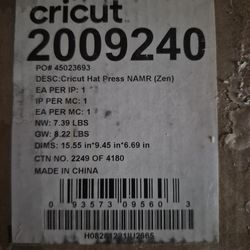 cricut
2009240
PO# 45023693
DESC:Cricut Hat Press NAMR (Zen)
EA PER IP: 1
IP PER MC: 1
EA PER MC: 1
NW: 7.39 LBS
GW: 8.22 LBS
DIMS: 15.55 in*9.45 in*6.69 in
CTN NO. 2249 OF 4180
MADE IN CHINA
0 93573 09560 3